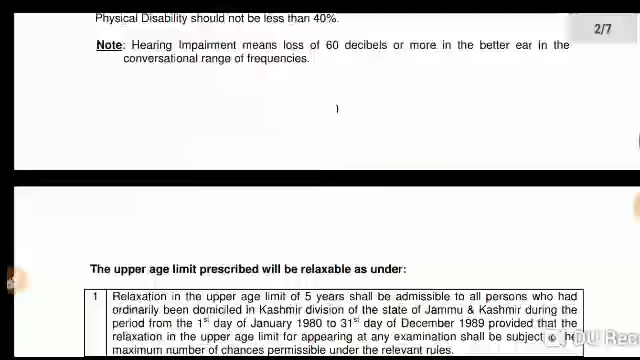 Physical Disability should not be less than 40%.
2/7
Note: Hearing Impairment means loss of 60 decibels or more in the better ear in the
conversational range of frequencies.
1
The upper age limit prescribed will be relaxable as under:
1 Relaxation in the upper age limit of 5 years shall be admissible to all persons who had
ordinarily been domiciled in Kashmir division of the state of Jammu & Kashmir during the
period from the 1st day of January 1980 to 31st day of December 1989 provided that the
relaxation in the upper age limit for appearing at any examination shall be subject to the
maximum number of chances permissible under the relevant rules.
DU Rec